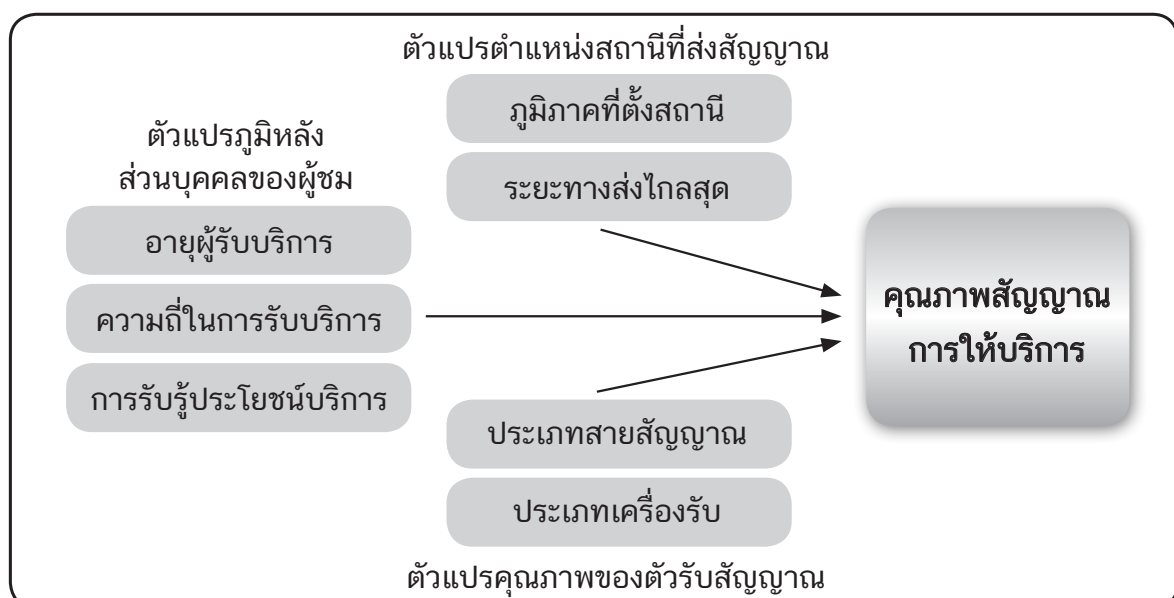 ตัวแปรตำแหน่งสถานีที่ส่งสัญญาณ
ภูมิภาคที่ตั้งสถานี
ระยะทางส่งไกลสุด
ตัวแปรภูมิหลัง
ส่วนบุคคลของผู้ชม
อายุผู้รับบริการ
ความถี่ในการรับบริการ
การรับรู้ประโยชน์บริการ
ประเภทสายสัญญาณ
ประเภทเครื่องรับ
ตัวแปรคุณภาพของตัวรับสัญญาณ
คุณภาพสัญญาณ
การให้บริการ